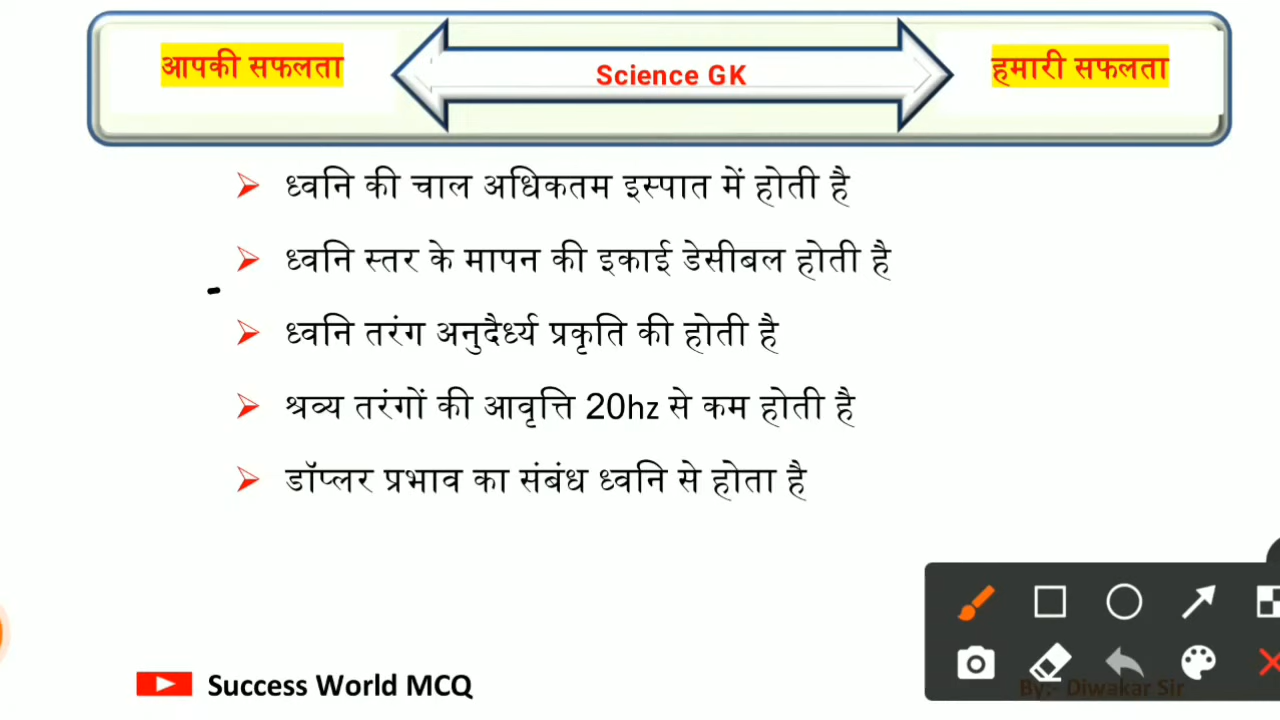 आपकी सफलता
Science GK
हमारी सफलता
ध्वनि की चाल अधिकतम इस्पात में होती है
ध्वनि स्तर के मापन की इकाई डेसीबल होती है
ध्वनि तरंग अनुदैर्ध्य प्रकृति की होती है
श्रव्य तरंगों की आवृत्ति 20hz से कम होती है
डॉप्लर प्रभाव का संबंध ध्वनि से होता है
Success World MCQ
By:- Diwakar Sir